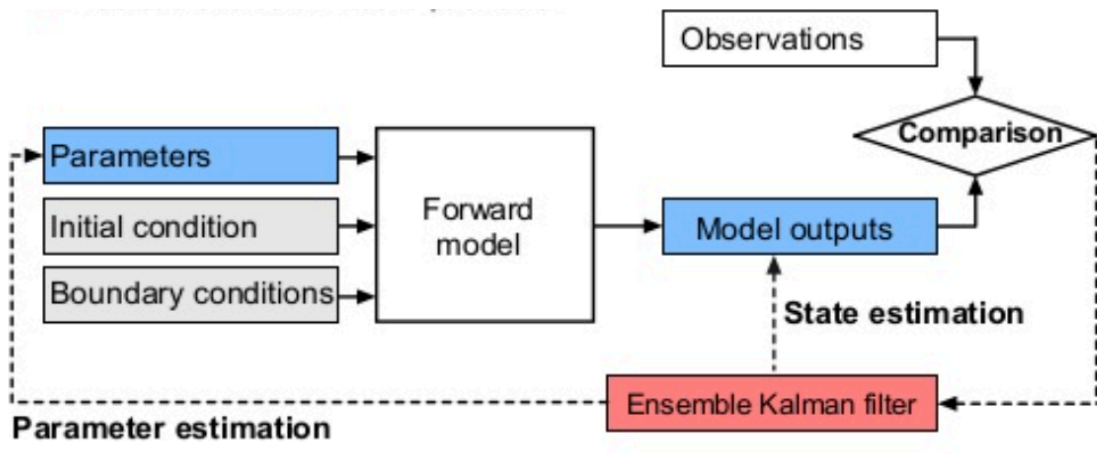 Observations
Comparison
Parameters
Initial condition
Boundary conditions
Forward
model
Model outputs
State estimation
Ensemble Kalman filter
Parameter estimation